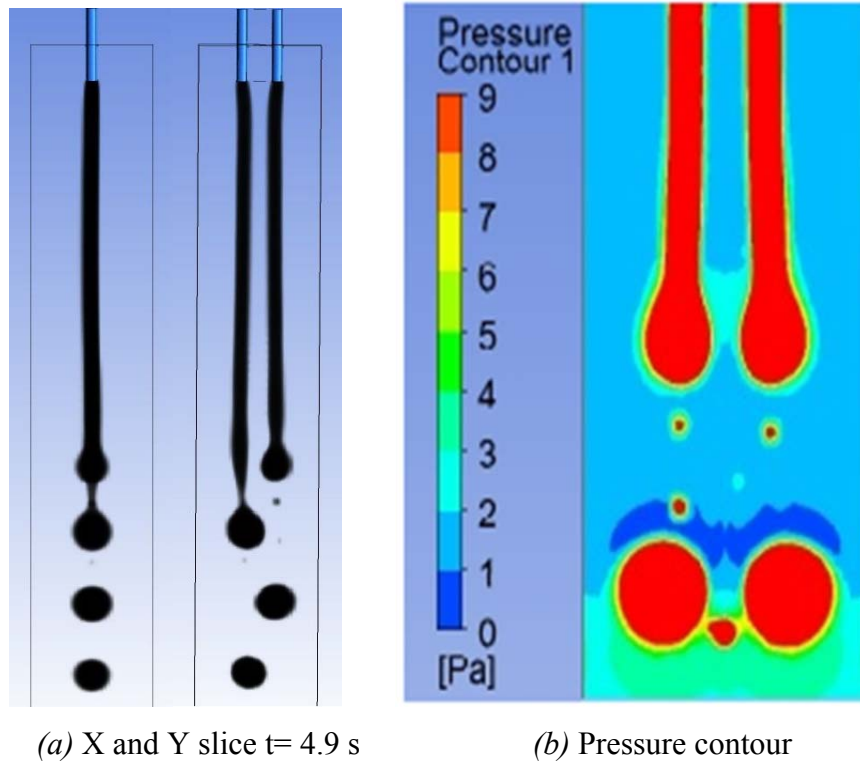 Pressure
Contour 1
9
8
7
6
5
4
3
2
1
0
[Pa]
(a) X and Y slice t= 4.9 s
(b) Pressure contour